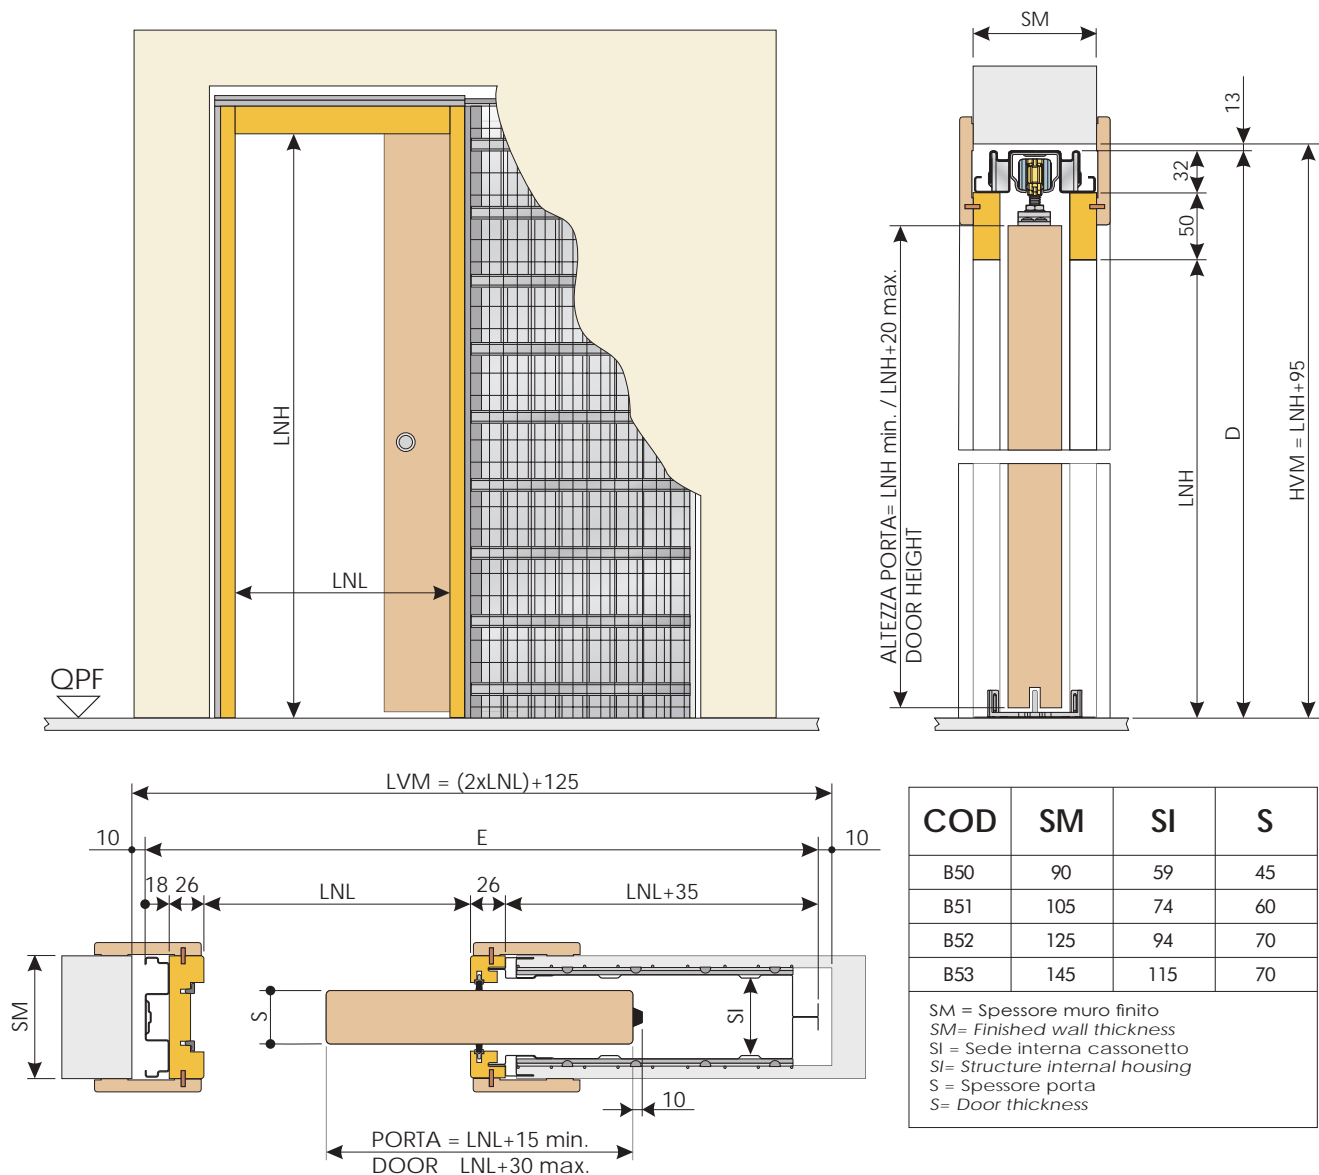 SM
13
32
50
LNH
LNL
QPF
ALTEZZA PORTA= LNH min. / LNH+20 max.
DOOR HEIGHT
LNH
D
HVM = LNH+95
LVM = (2xLNL)+125
10
E
10
18
26
LNL
26
LNL+35
SM
S
SI
10
PORTA = LNL+15 min.
DOOR LNL+30 max.
COD SM SI S
B50 90 59 45
B51 105 74 60
B52 125 94 70
B53 145 115 70
SM = Spessore muro finito
SM= Finished wall thickness
SI = Sede interna cassonetto
SI= Structure internal housing
S = Spessore porta
S= Door thickness